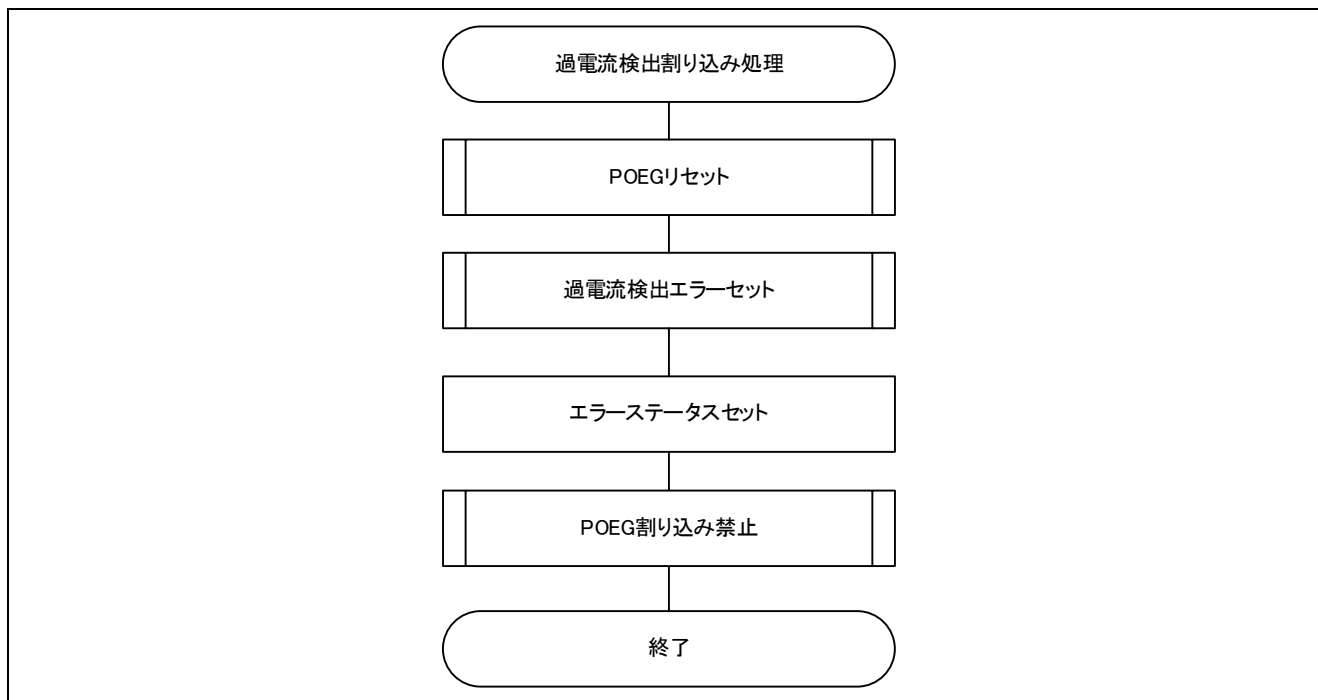 過電流検出割り込み処理
POEGリセット
過電流検出エラーセット
エラーステータスセット
POEG割り込み禁止
終了